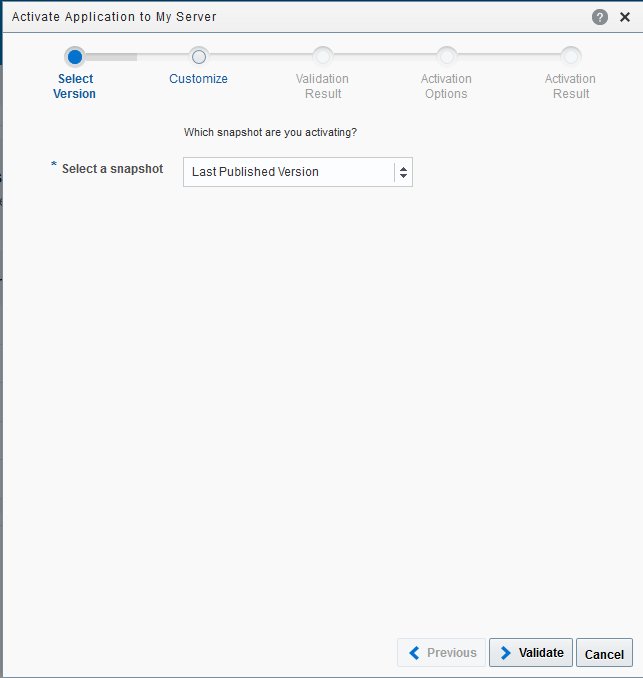 Activate Application to My Server
?
Select Customize Validation Activation Activation
Version Result Options Result
Which snapshot are you activating?
* Select a snapshot Last Published Version
Previous Validate Cancel